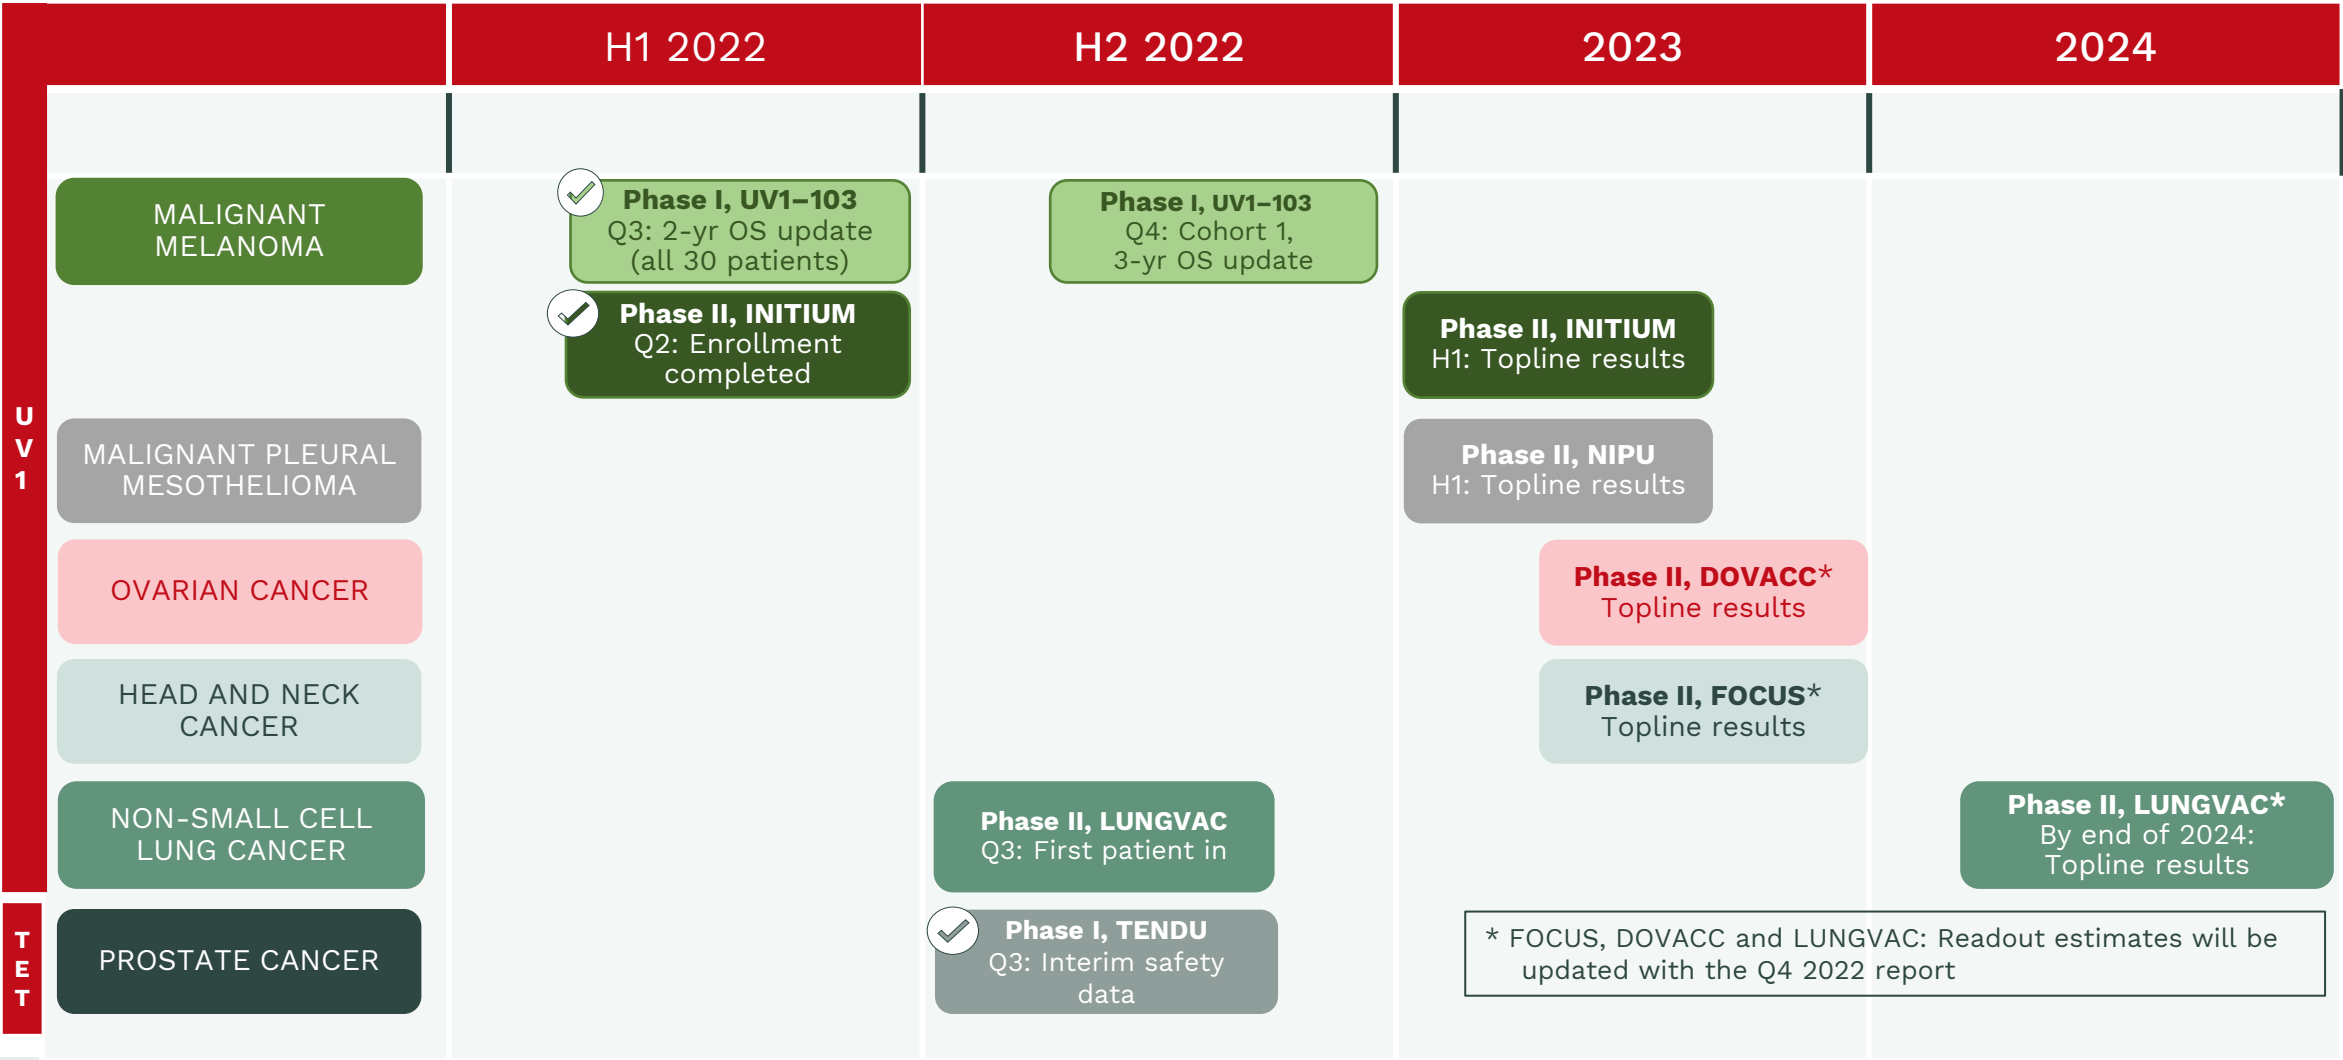 H1 2022
H2 2022
2023
2024
UV1
MALIGNANT
MELANOMA
Phase I, UV1–103
Q3: 2-yr OS update
(all 30 patients)
Phase I, UV1–103
Q4: Cohort 1,
3-yr OS update
Phase II, INITIUM
Q2: Enrollment
completed
Phase II, INITIUM
H1: Topline results
MALIGNANT PLEURAL
MESOTHELIOMA
Phase II, NIPU
H1: Topline results
OVARIAN CANCER
Phase II, DOVACC*
Topline results
HEAD AND NECK
CANCER
Phase II, FOCUS*
Topline results
NON-SMALL CELL
LUNG CANCER
Phase II, LUNGVAC
Q3: First patient in
Phase II, LUNGVAC*
By end of 2024:
Topline results
TET
PROSTATE CANCER
Phase I, TENDU
Q3: Interim safety
data
* FOCUS, DOVACC and LUNGVAC: Readout estimates will be
updated with the Q4 2022 report